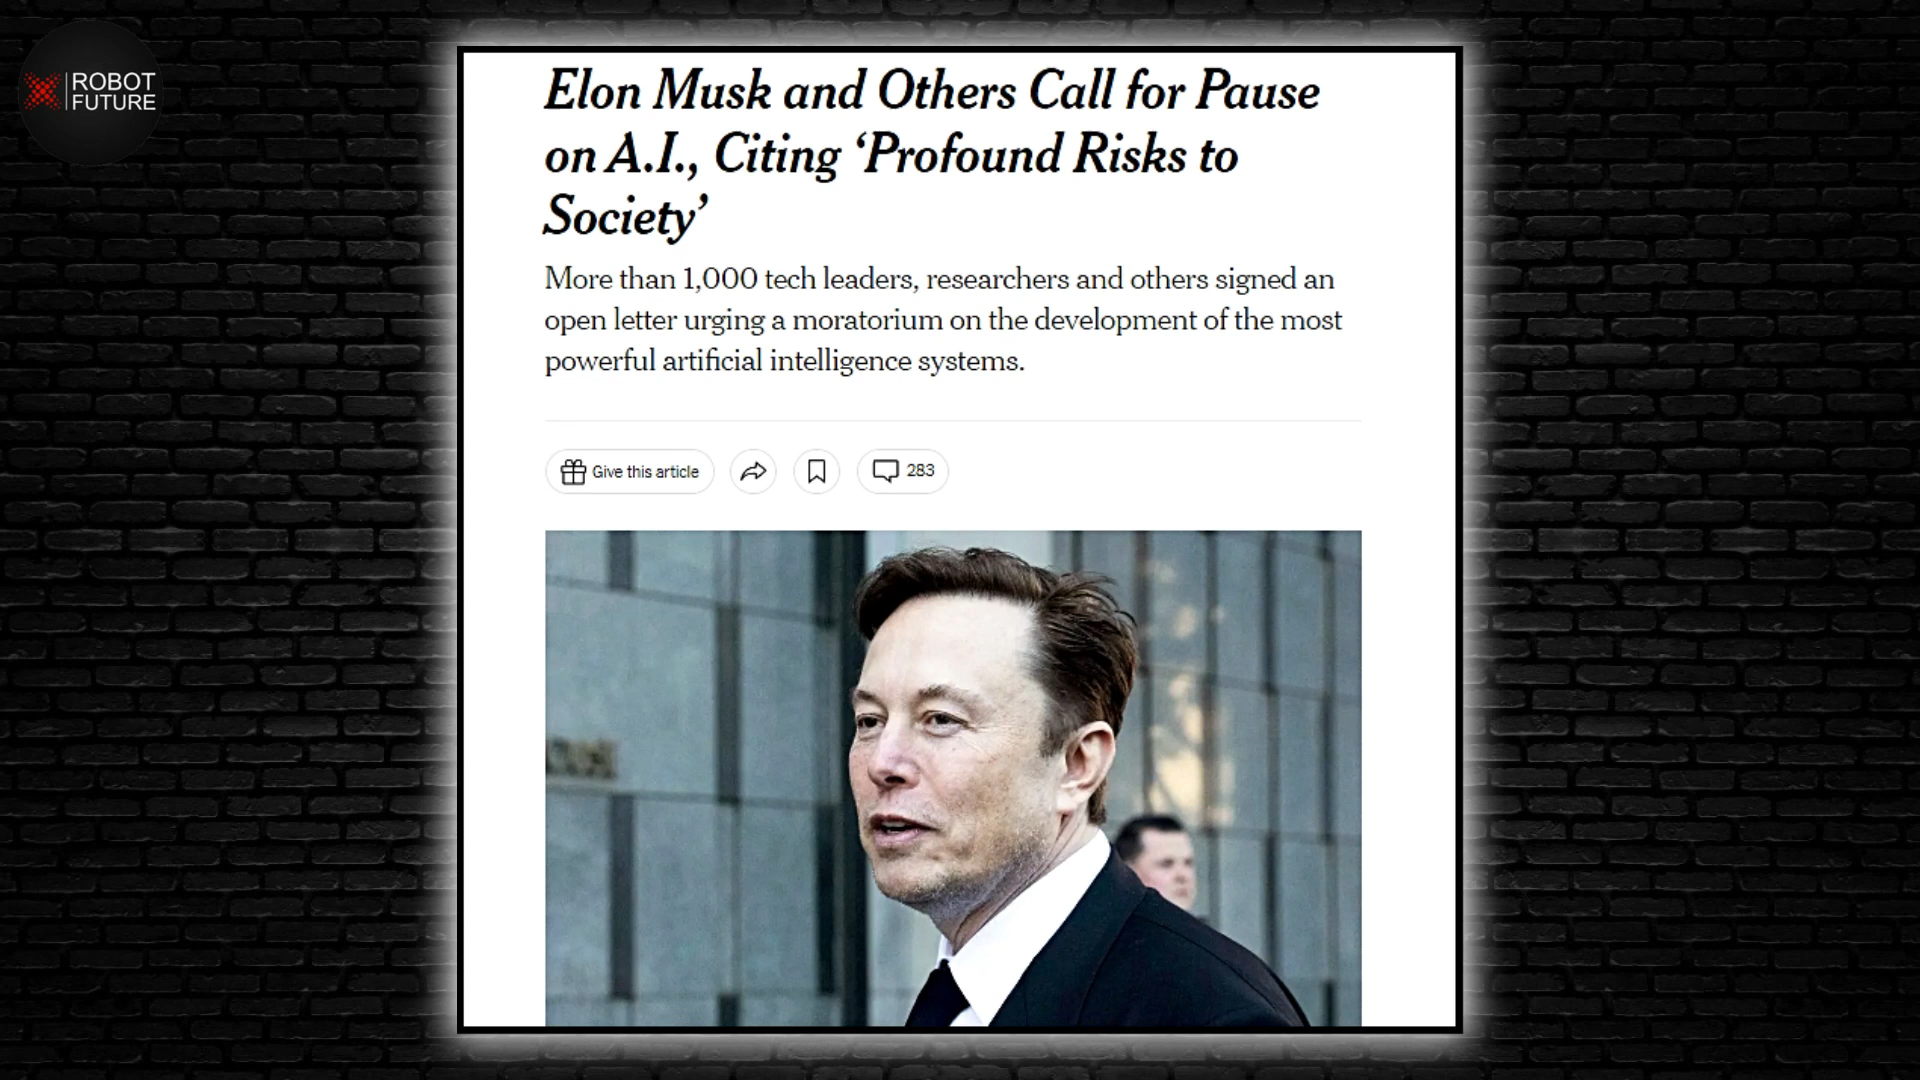 ROBOT
FUTURE
Elon Musk and Others Call for Pause
on A.I., Citing ‘Profound Risks to
Society’
More than 1,000 tech leaders, researchers and others signed an
open letter urging a moratorium on the development of the most
powerful artificial intelligence systems.
Give this article
283